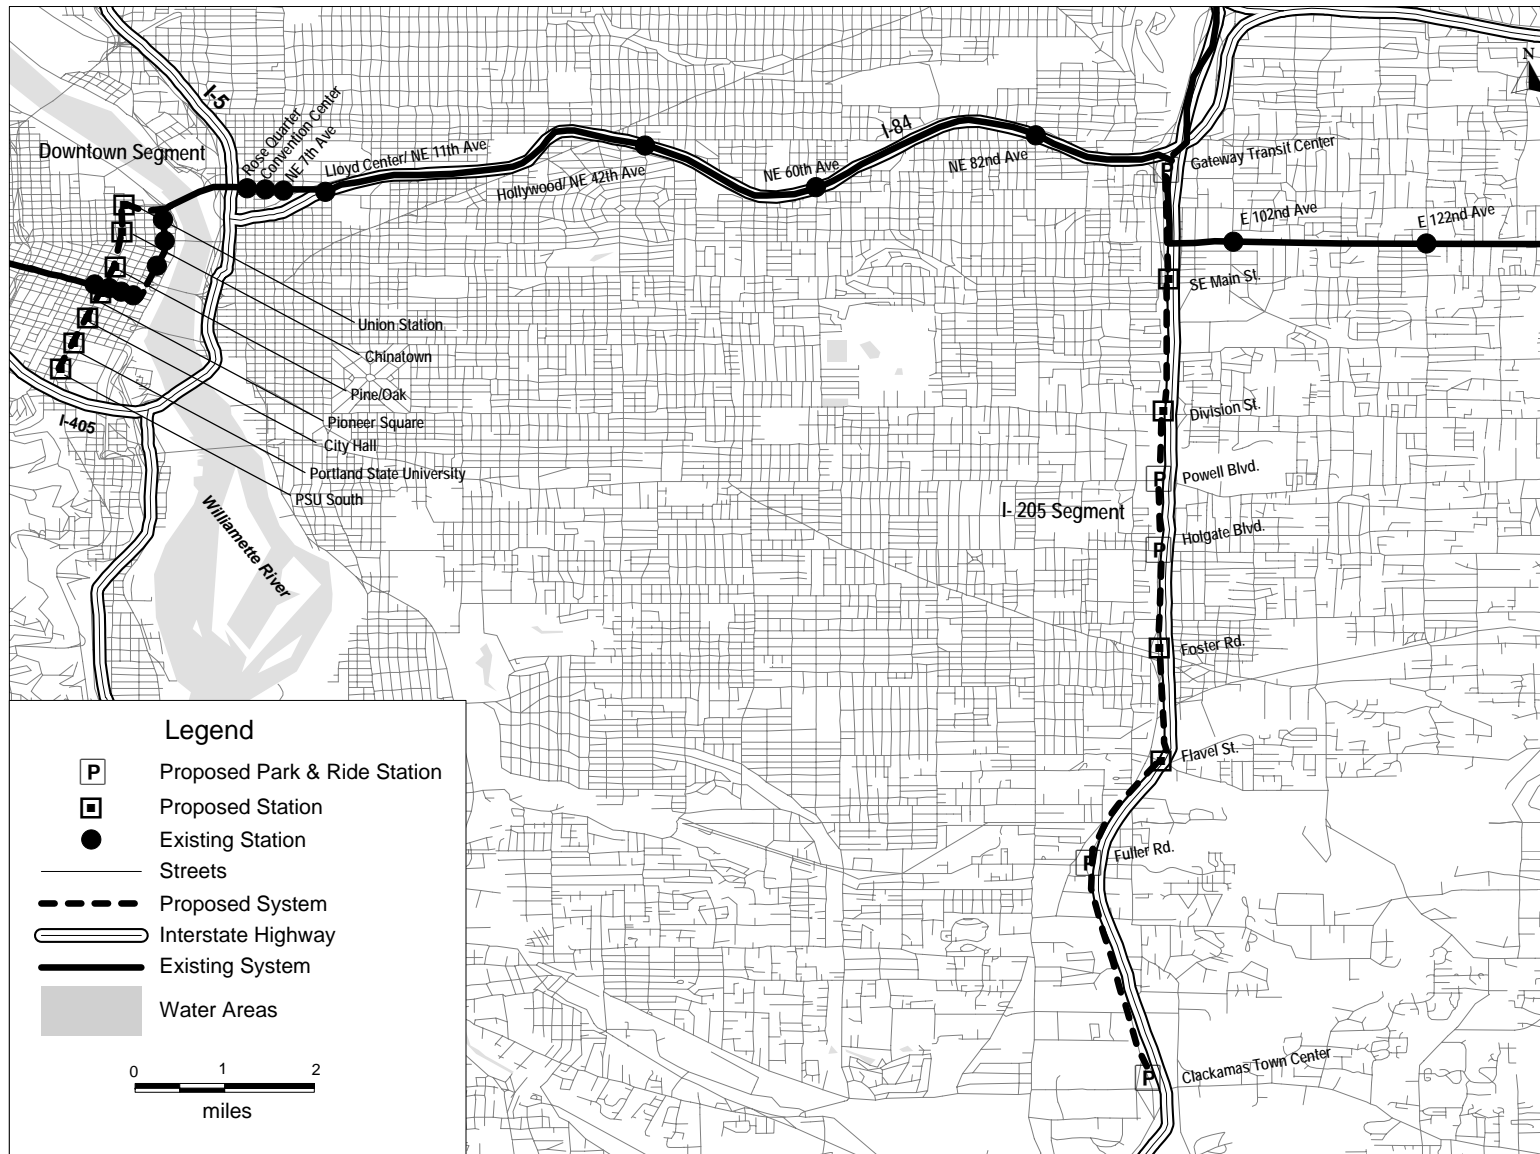 N
I-5
Rose Quarter
Convention Center
NE 7th Ave
Lloyd Center/ NE 11th Ave
Downtown Segment
Hollywood/ NE 42th Ave
NE 60th Ave
I-84
NE 82nd Ave
Gateway Transit Center
E 102nd Ave
E 122nd Ave
SE Main St.
Union Station
Chinatown
Pine/Oak
Pioneer Square
City Hall
Portland State University
PSU South
I-405
Williamette River
Division St.
P
Powell Blvd.
I- 205 Segment
P
Holgate Blvd.
Foster Rd.
Flavel St.
P
Fuller Rd.
P
Clackamas Town Center
Legend
P
Proposed Park & Ride Station
Proposed Station
Existing Station
Streets
Proposed System
Interstate Highway
Existing System
Water Areas
0 1 2
miles